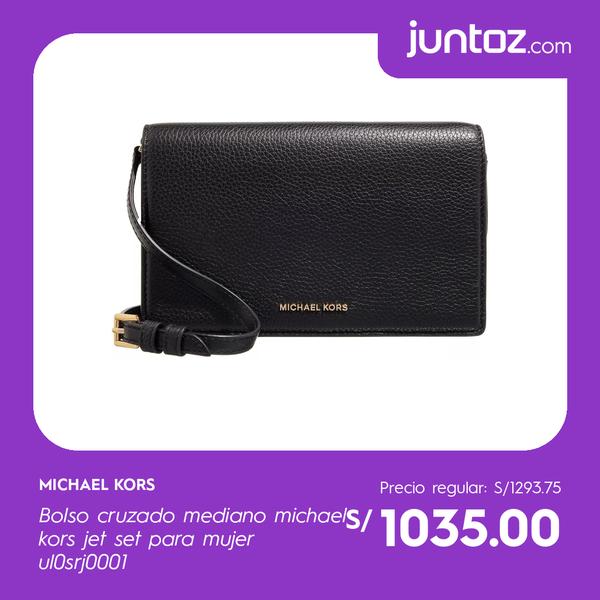 juntoz.com
MICHAEL KORS
MICHAEL KORS
Precio regular: S/1293.75
Bolso cruzado mediano michael
kors jet set para mujer
ul0srj0001
S/ 1035.00